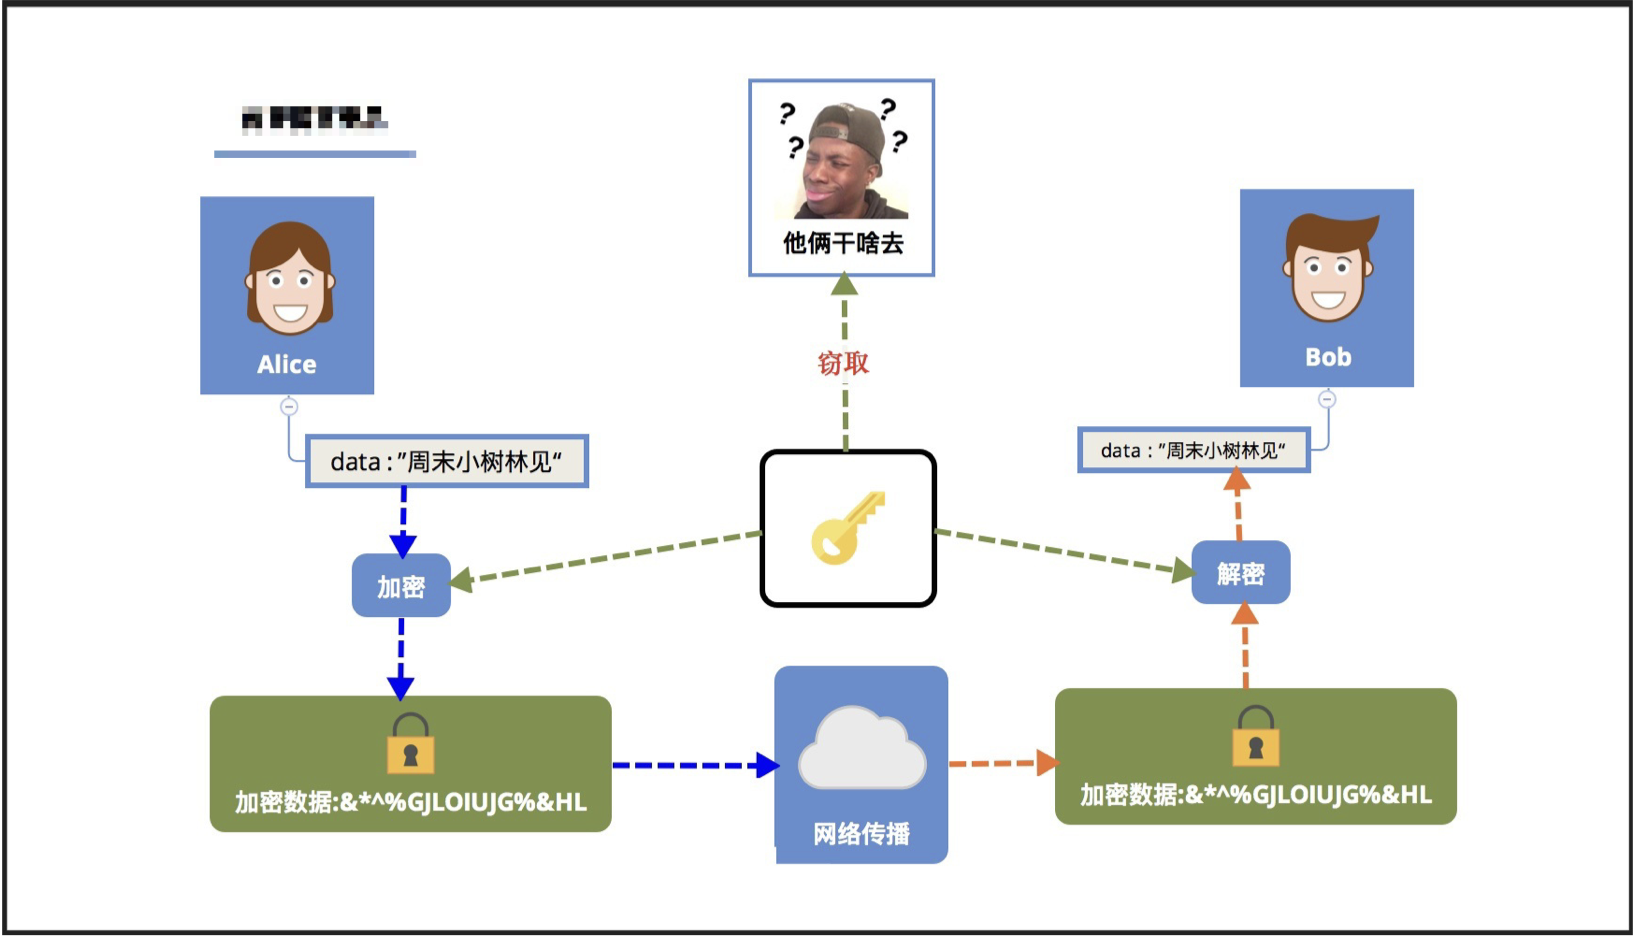 ? ? ? ?
他俩干啥去
Alice
Bob
窃取
data:”周末小树林见“
data : ”周末小树林见“
加密
解密
加密数据:&*^%GJLOIUJG%&HL
网络传播
加密数据:&*^%GJLOIUJG%&HL